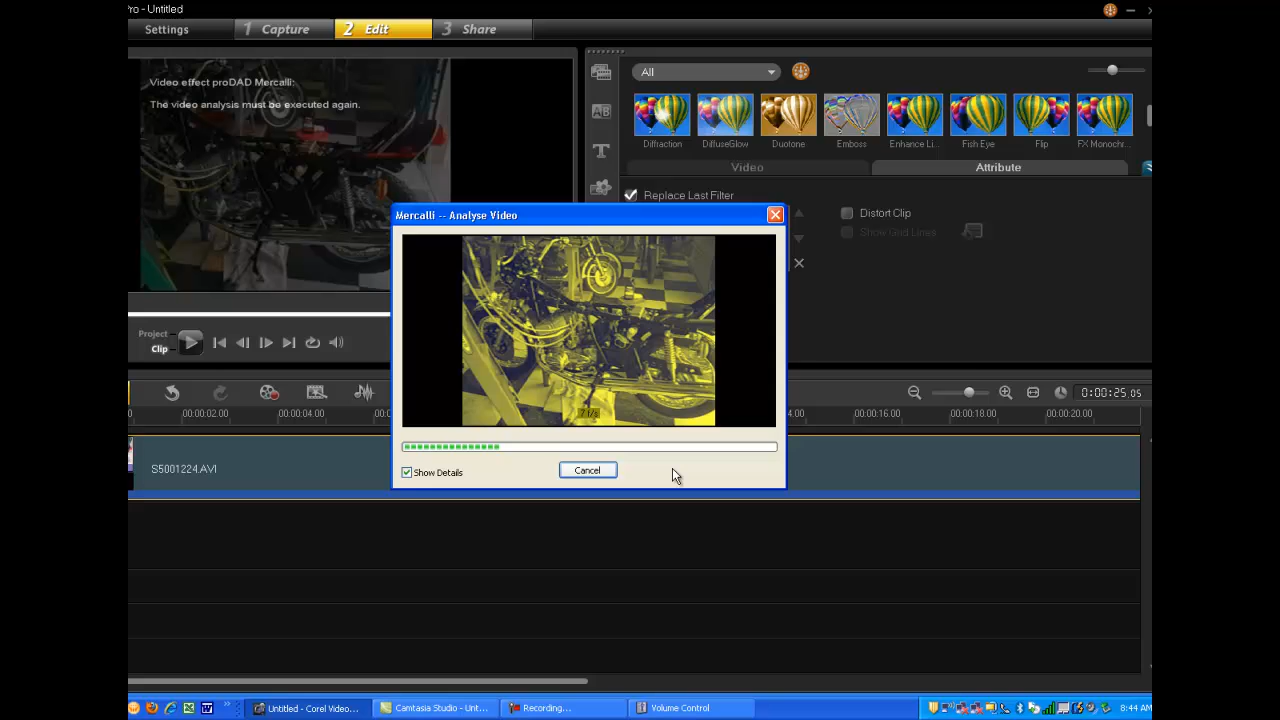 Pro - Untitled
Settings
1 Capture
2 Edit
3 Share
Video effect proDAD Mercalli:
The video analysis must be executed again.
All
Diffraction
DiffuseGlow
Duotone
Emboss
Enhance Li...
Fish Eye
Flip
FX Monochr...
Video
Attribute
Replace Last Filter
Distort Clip
Show Grid Lines
Mercalli -- Analyse Video
Show Details
Cancel
Project
Clip
0:00:25.05
00:00:02.00
00:00:04.00
4.00
00:00:16.00
00:00:18.00
00:00:20.00
S5001224.AVI
Untitled - Corel Video...
Camtasia Studio - Unt...
Recording...
Volume Control
8:44 AM